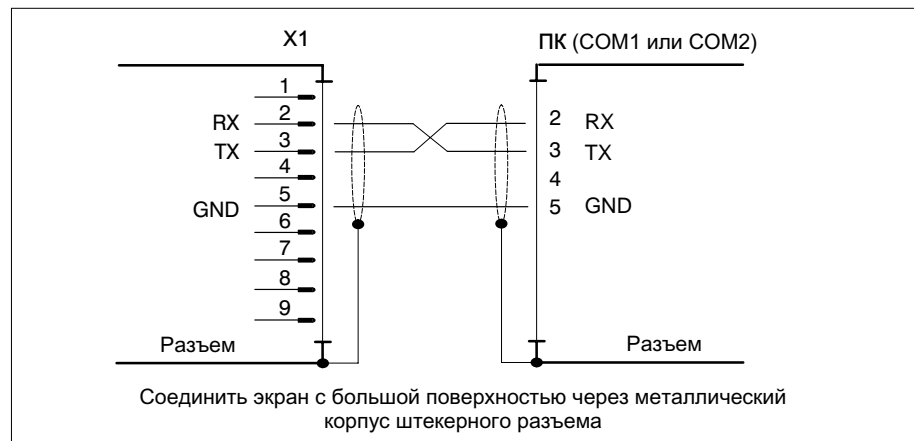 X1
ПК (COM1 или COM2)
1
RX 2
TX 3
4
GND 5
6
7
8
9
2 RX
3 TX
4
5 GND
Разъем
Разъем
Соединить экран с большой поверхностью через металлический
корпус штекерного разъема